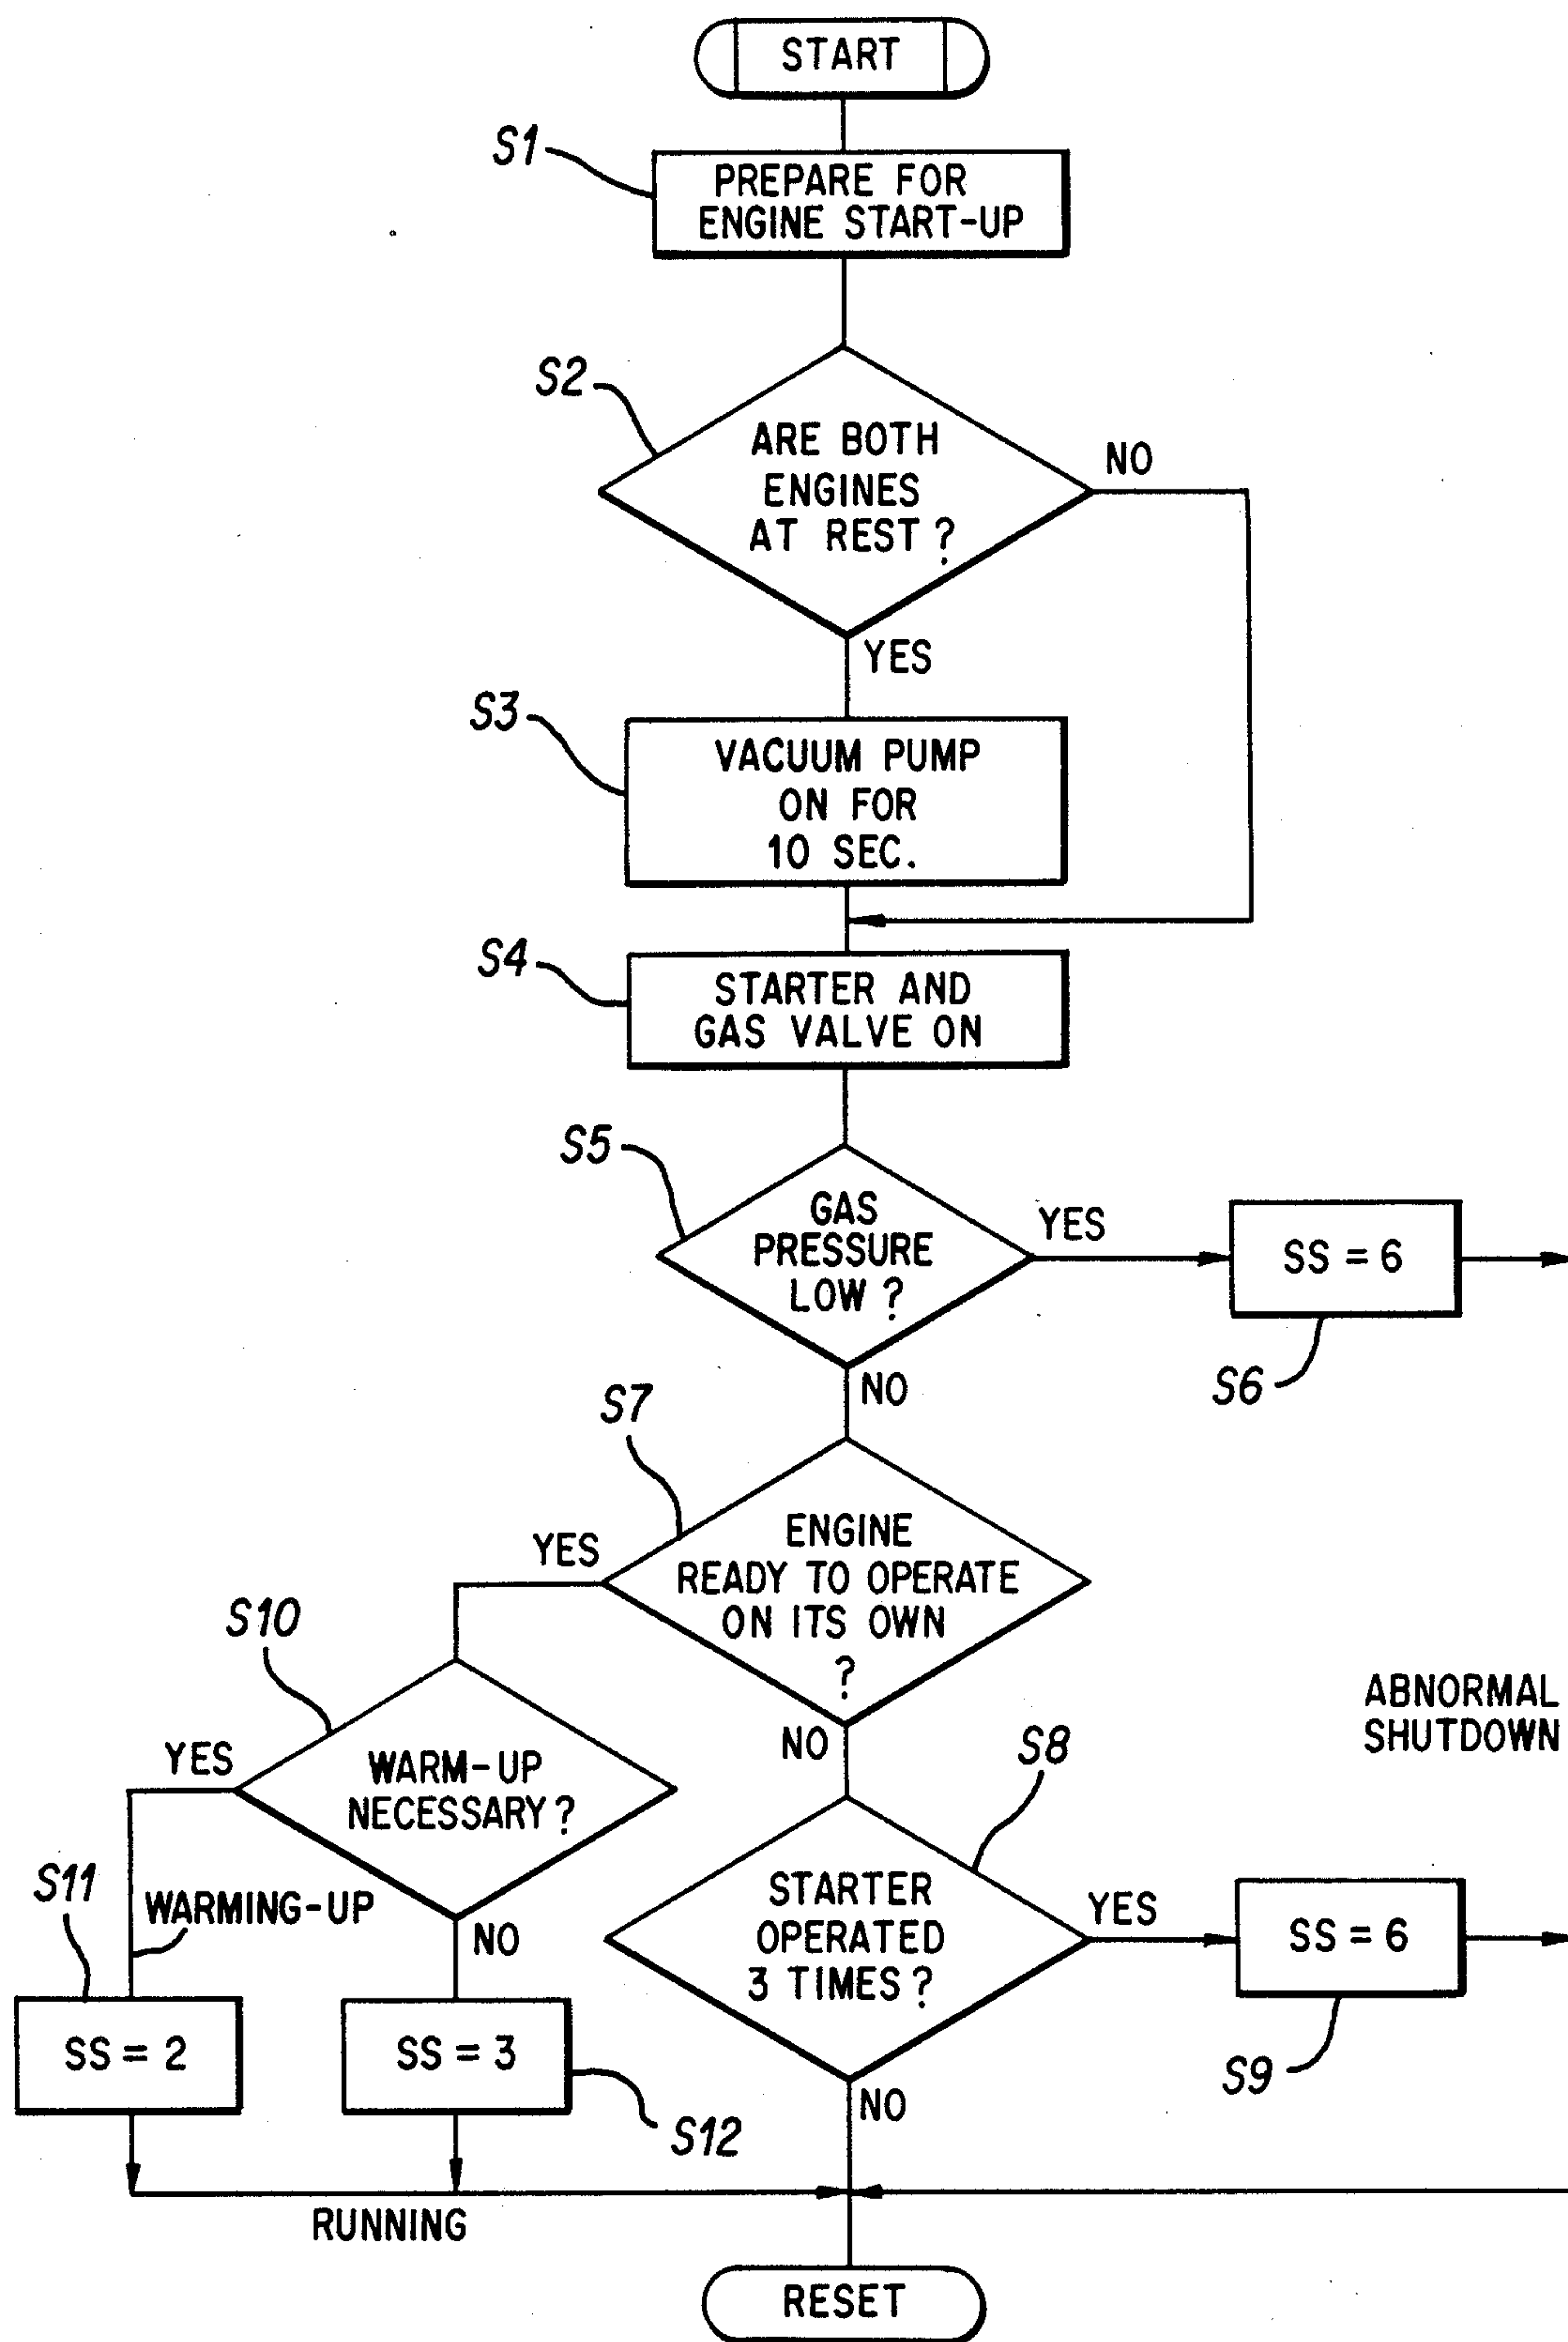 START
S1
PREPARE FOR
ENGINE START-UP
S2
ARE BOTH
ENGINES
AT REST ?
NO
YES
S3
VACUUM PUMP
ON FOR
10 SEC.
S4
STARTER AND
GAS VALVE ON
S5
GAS
PRESSURE
LOW ?
YES
SS = 6
S6
NO
S7
ENGINE
READY TO OPERATE
ON ITS OWN
?
YES
NO
S10
WARM-UP
NECESSARY ?
YES
NO
ABNORMAL
SHUTDOWN
S8
STARTER
OPERATED
3 TIMES ?
YES
SS = 6
S9
NO
S11
WARMING-UP
SS = 2
SS = 3
S12
RUNNING
RESET